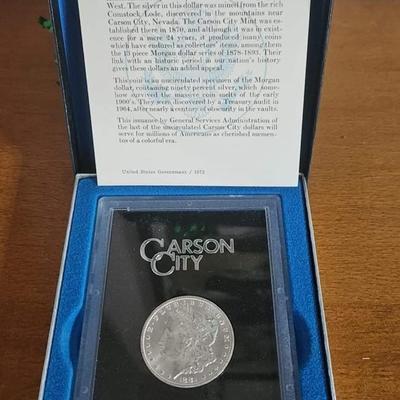 West. The silver in this dollar was mined from the rich
Comstock Lode, discovered in the mountains near
Carson City, Nevada. The Carson City Mint was es-
tablished there in 1870, and although it was in exist-
ence for a mere 24 years, it produced many coins
which have endured as collectors' items, among them
the 13 piece Morgan dollar series of 1878-1893. Their
link with an historic period in our nation's history
gives these dollars an added appeal.
This coin is an uncirculated specimen of the Morgan
dollar, containing ninety percent silver, which some-
how survived the massive coin melts of the early
1900's. They were discovered by a Treasury audit in
1964, after nearly a century of obscurity in the vaults.
This issuance by General Services Administration of
the last of the uncirculated Carson City dollars will
serve for millions of Americans as cherished memen-
tos of a colorful era.
United States Government / 1972
CARSON
CITY